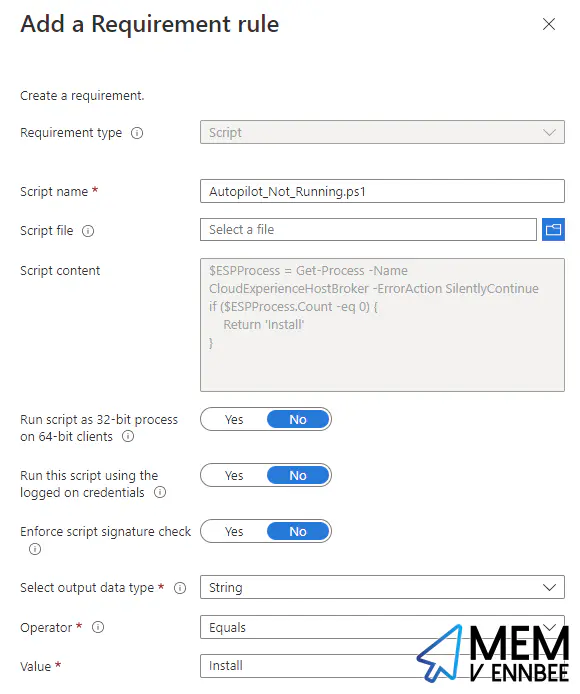 Add a Requirement rule
Create a requirement.
Requirement type
Script
Script name *
Autopilot_Not_Running.ps1
Script file
Select a file
Script content
$ESPProcess = Get-Process -Name
CloudExperienceHostBroker -ErrorAction SilentlyContinue
if ($ESPProcess.Count -eq 0) {
    Return 'Install'
}
Run script as 32-bit process
on 64-bit clients
Yes No
Run this script using the
logged on credentials
Yes No
Enforce script signature check
Yes No
Select output data type *
String
Operator *
Equals
Value *
Install
MEM
V ENNBEE